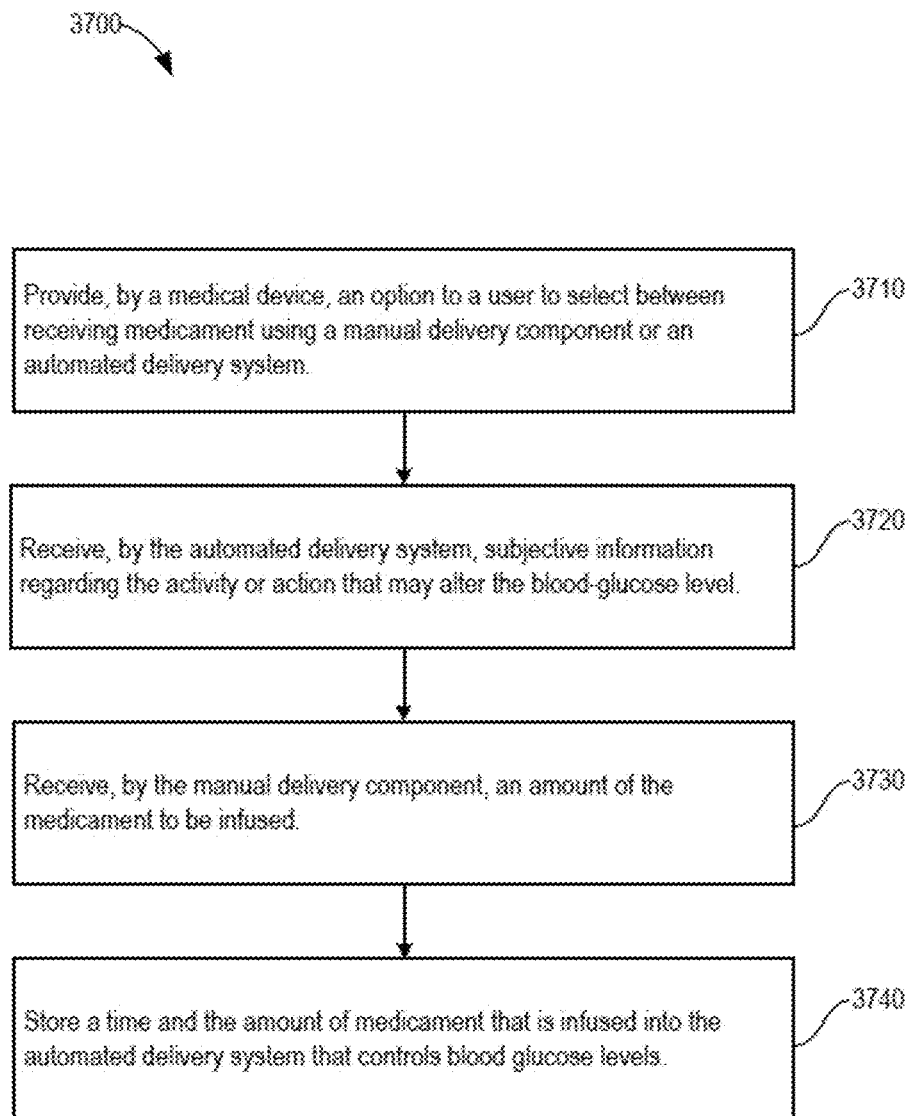 3700
Provide, by a medical device, an option to a user to select between
receiving medicament using a manual delivery component or an
automated delivery system.
3710
Receive, by the automated delivery system, subjective information
regarding the activity or action that may alter the blood-glucose level.
3720
Receive, by the manual delivery component, an amount of the
medicament to be infused.
3730
Store a time and the amount of medicament that is infused into the
automated delivery system that controls blood glucose levels.
3740